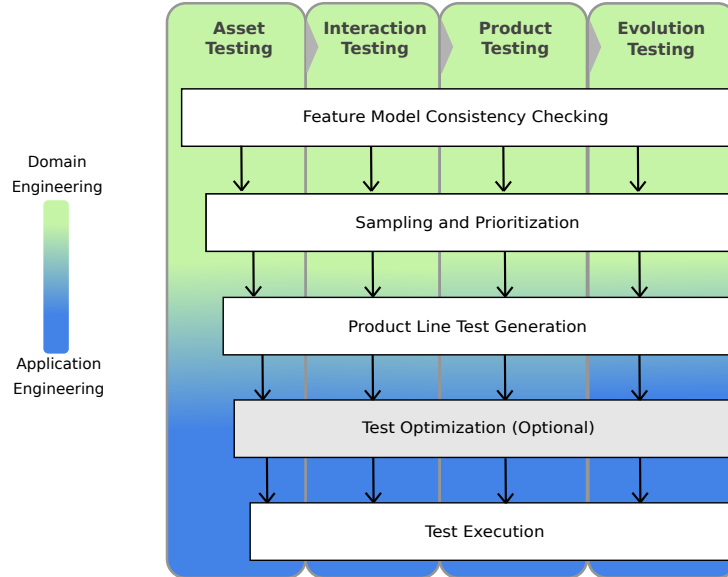 Asset
Testing
Interaction
Testing
Product
Testing
Evolution
Testing
Feature Model Consistency Checking
Domain
Engineering
Sampling and Prioritization
Product Line Test Generation
Application
Engineering
Test Optimization (Optional)
Test Execution